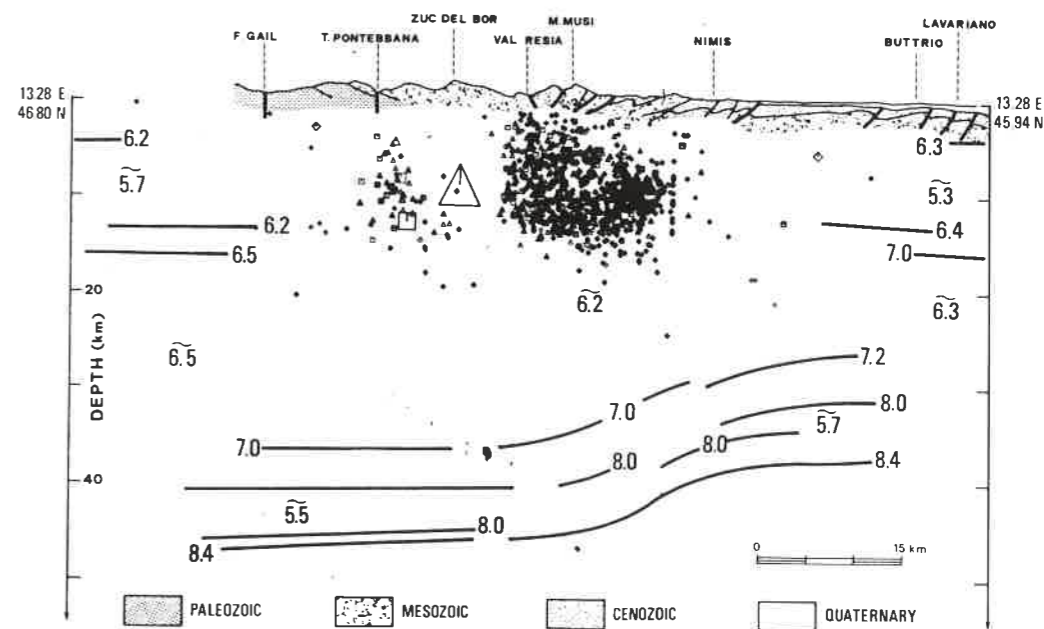 ZUC DEL BOR
M. MUSI
LAVARIANO
F. GAIL
T. PONTEBBANA
VAL RESIA
NIMIS
BUTTRIO
13 28 E
46 80 N
13 28 E
45 94 N
6.2
6.3
5.7
5.3
6.2
6.4
6.5
7.0
20
6.2
6.3
6.5
DEPTH (km)
7.2
7.0
8.0
5.7
7.0
8.0
8.0
8.4
40
5.5
8.0
8.4
0
15 km
PALEOZOIC
MESOZOIC
CENOZOIC
QUATERNARY